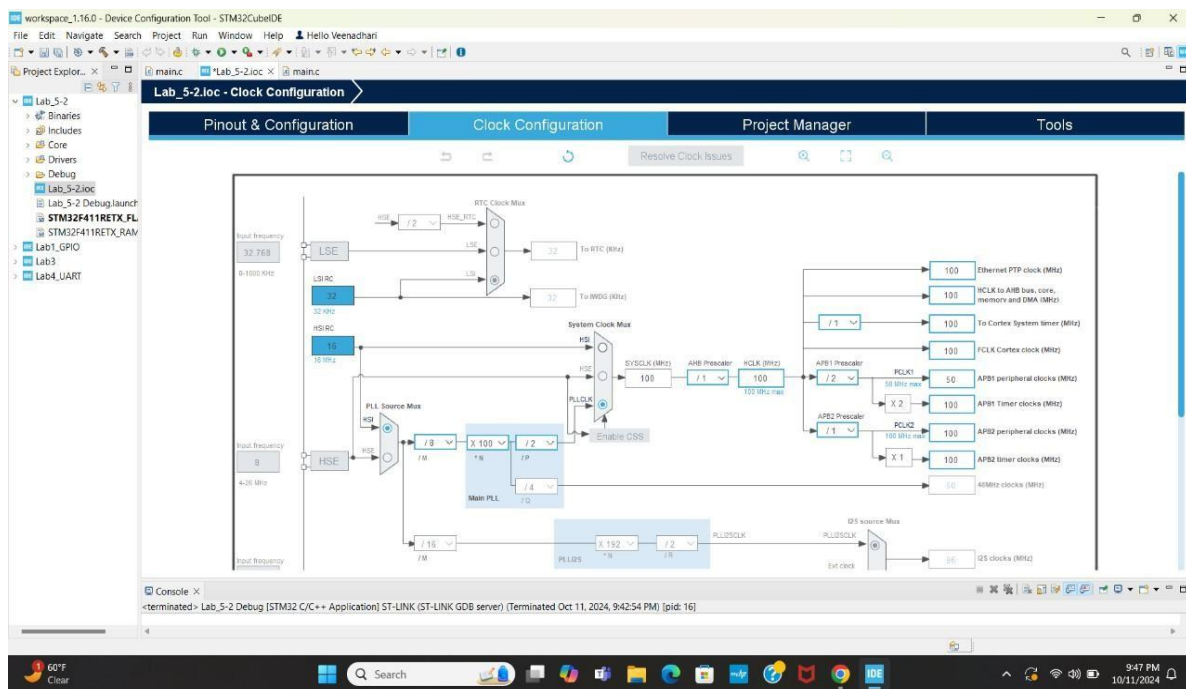 workspace_1.16.0 - Device Configuration Tool - STM32CubeIDE
File Edit Navigate Search Project Run Window Help Hello Veenadhari
Project Explor...
main.c
*Lab_5-2.ioc
main.c
Lab_5-2
Binaries
Includes
Core
Drivers
Debug
Lab_5-2.ioc
Lab_5-2 Debug.launch
STM32F411RETX_FL
STM32F411RETX_RAM
Lab1_GPIO
Lab3
Lab4_UART
Lab_5-2.ioc - Clock Configuration
Pinout & Configuration
Clock Configuration
Project Manager
Tools
Resolve Clock Issues
RTC Clock Mux
HSE
/ 2
HSE_RTC
Input frequency
32.768
0-1000 KHz
LSE
LSE
32
To RTC (KHz)
LSI RC
32
32 KHz
LSI
32
To IWDG (KHz)
HSI RC
16
16 MHz
System Clock Mux
HSI
HSE
PLLCLK
SYSCLK (MHz)
100
AHB Prescaler
/ 1
HCLK (MHz)
100
100 MHz max
Enable CSS
100
Ethernet PTP clock (MHz)
100
HCLK to AHB bus, core,
memory and DMA (MHz)
/ 1
100
To Cortex System timer (MHz)
100
FCLK Cortex clock (MHz)
APB1 Prescaler
/ 2
PCLK1
50 MHz max
50
APB1 peripheral clocks (MHz)
X 2
100
APB1 Timer clocks (MHz)
APB2 Prescaler
/ 1
PCLK2
100 MHz max
100
APB2 peripheral clocks (MHz)
X 1
100
APB2 timer clocks (MHz)
50
48MHz clocks (MHz)
PLL Source Mux
HSI
HSE
Input frequency
8
4-26 MHz
HSE
/ 8
/ M
X 100
* N
/ 2
/ P
/ 4
/ Q
Main PLL
/ 16
/ M
X 192
* N
/ 2
/ R
PLLI2S
PLLI2SCLK
I2S source Mux
PLLI2SCLK
Ext clock
96
I2S clocks (MHz)
Input frequency
Console
<terminated> Lab_5-2 Debug [STM32 C/C++ Application] ST-LINK (ST-LINK GDB server) (Terminated Oct 11, 2024, 9:42:54 PM) [pid: 16]
1
60°F
Clear
Search
IDE
9:47 PM
10/11/2024